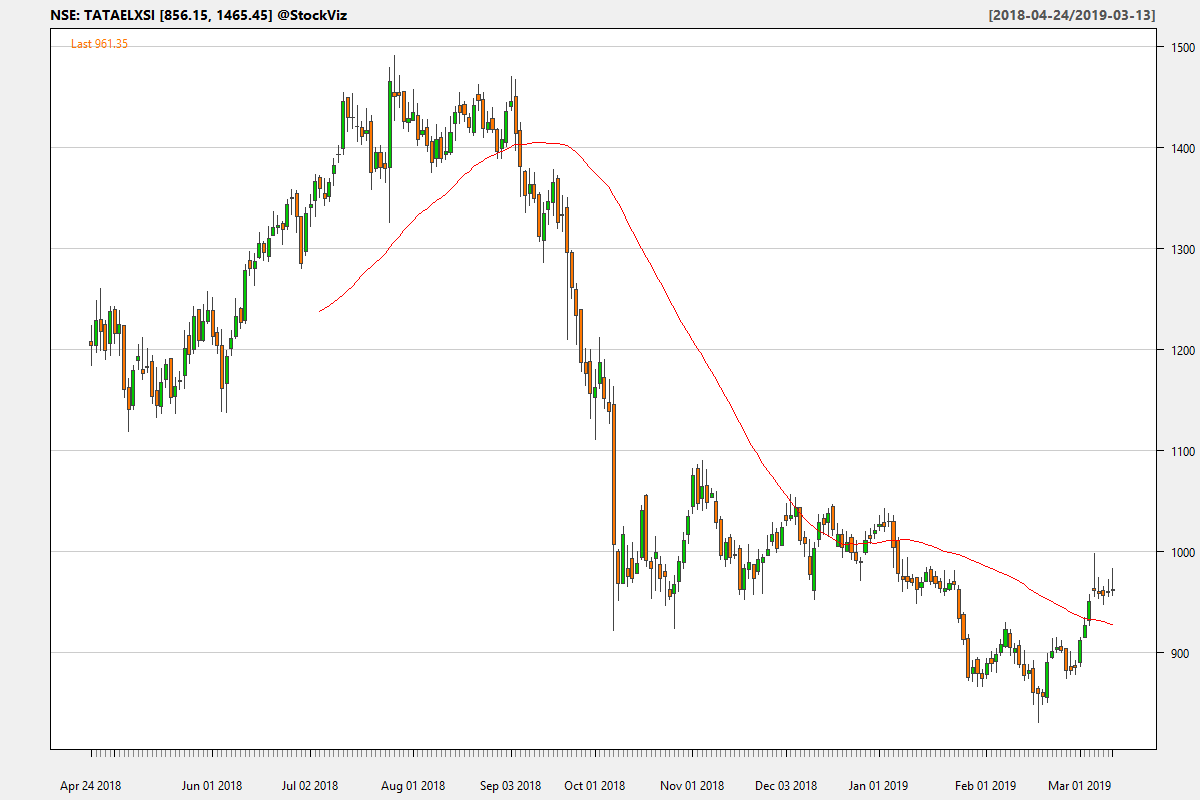 NSE: TATAELXSI [856.15, 1465.45] @StockViz [2018-04-24/2019-03-13]
Last 961.35
1500
1400
1300
1200
1100
1000
900
Apr 24 2018 Jun 01 2018 Jul 02 2018 Aug 01 2018 Sep 03 2018 Oct 01 2018 Nov 01 2018 Dec 03 2018 Jan 01 2019 Feb 01 2019 Mar 01 2019